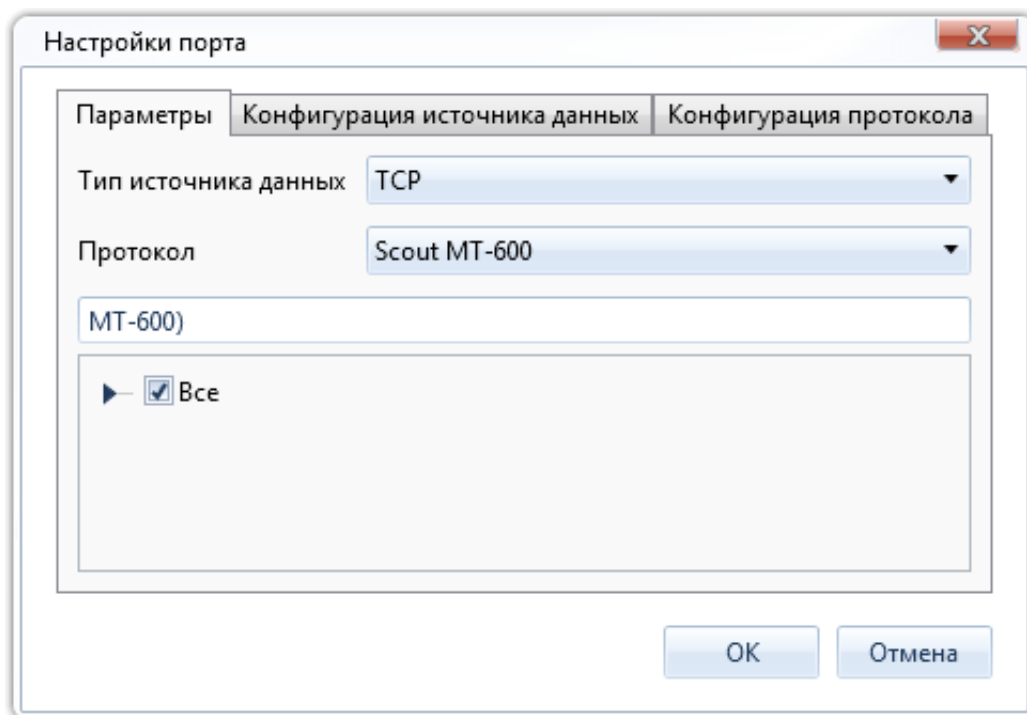 Настройки порта
Параметры Конфигурация источника данных Конфигурация протокола
Тип источника данных TCP
Протокол Scout MT-600
MT-600)
Все
OK Отмена